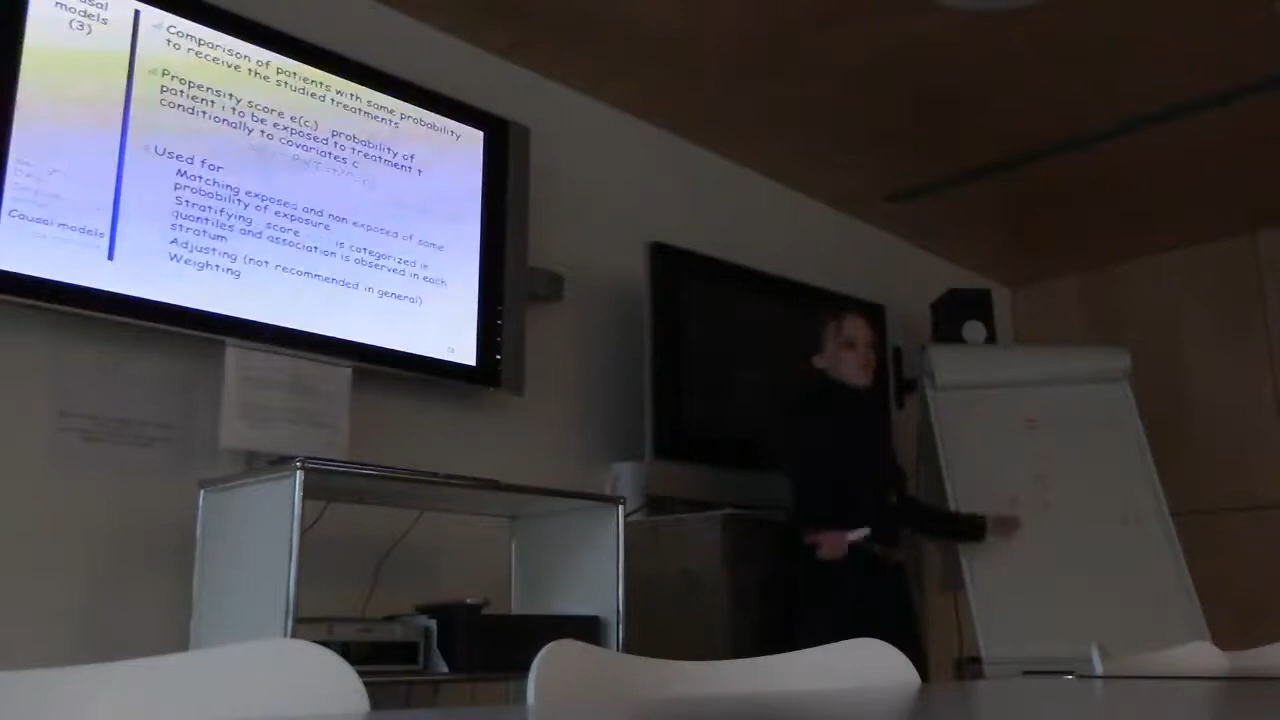 models
(3)
Comparison of patients with same probability
to receive the studied treatments
Propensity score e(ci) probability of
patient i to be exposed to treatment t
conditionally to covariates c
Used for
Matching exposed and non exposed of same
probability of exposure
Stratifying score is categorized in
quantiles and association is observed in each
stratum
Adjusting (not recommended in general)
Weighting
Causal models